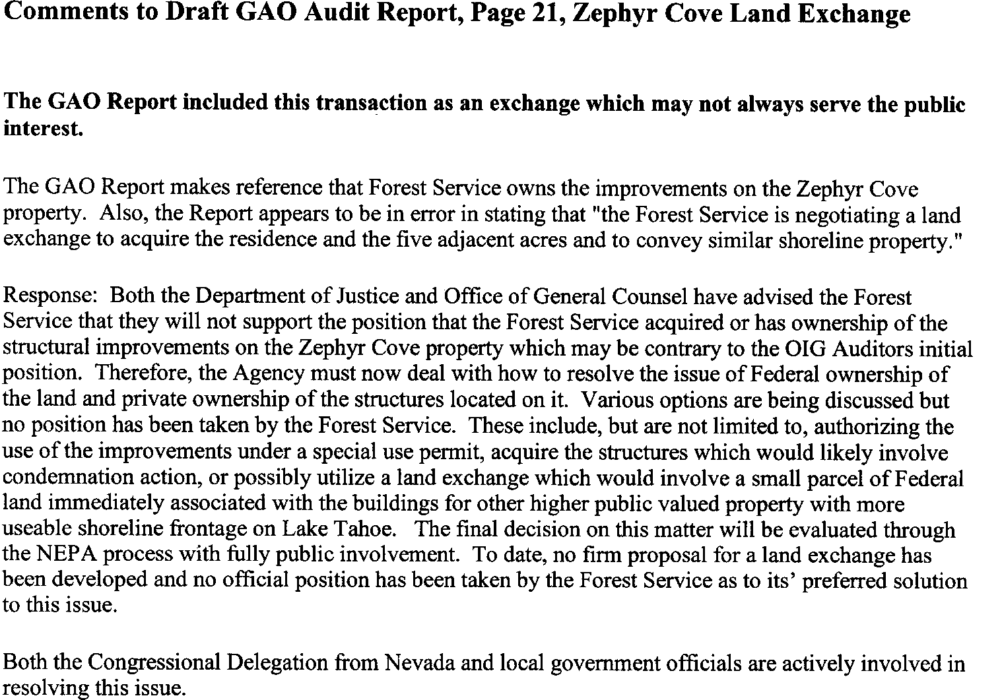 Comments to Draft GAO Audit Report, Page 21, Zephyr Cove Land Exchange
The GAO Report included this transaction as an exchange which may not always serve the public
interest.
The GAO Report makes reference that Forest Service owns the improvements on the Zephyr Cove
property.  Also, the Report appears to be in error in stating that "the Forest Service is negotiating a land
exchange to acquire the residence and the five adjacent acres and to convey similar shoreline property."
Response:  Both the Department of Justice and Office of General Counsel have advised the Forest
Service that they will not support the position that the Forest Service acquired or has ownership of the
structural improvements on the Zephyr Cove property which may be contrary to the OIG Auditors initial
position.  Therefore, the Agency must now deal with how to resolve the issue of Federal ownership of
the land and private ownership of the structures located on it.  Various options are being discussed but
no position has been taken by the Forest Service.  These include, but are not limited to, authorizing the
use of the improvements under a special use permit, acquire the structures which would likely involve
condemnation action, or possibly utilize a land exchange which would involve a small parcel of Federal
land immediately associated with the buildings for other higher public valued property with more
useable shoreline frontage on Lake Tahoe.   The final decision on this matter will be evaluated through
the NEPA process with fully public involvement.  To date, no firm proposal for a land exchange has
been developed and no official position has been taken by the Forest Service as to its’ preferred solution
to this issue.
Both the Congressional Delegation from Nevada and local government officials are actively involved in
resolving this issue.